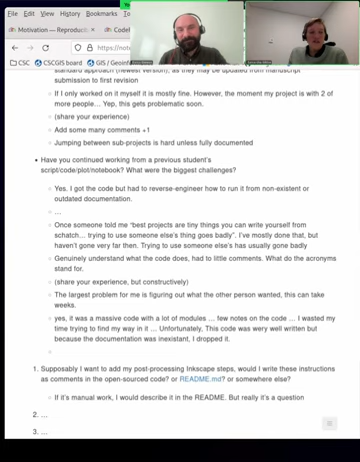 File Edit View History Bookmarks
Motivation — Reproduc
CSC CSCGIS board GIS / Geoinf
standard approach (newest version), as they may be updated from manuscript
submission to first revision
If I only worked on it myself it is mostly fine. However, the moment my project is with 2 of
more people... Yep, this gets problematic soon.
(share your experience)
Add some many comments +1
Jumping between sub-projects is hard unless fully documented
Have you continued working from a previous student's
script/code/plot/notebook? What were the biggest challenges?
Yes. I got the code but had to reverse-engineer how to run it from non-existent or
outdated documentation.
...
Once someone told me "best projects are tiny things you can write yourself from
schatch... trying to use someone else's thing goes badly". I've mostly done that, but
haven't gone very far then. Trying to use someone else's has usually gone badly
Genuinely understand what the code does, had to little comments. What do the acronyms
stand for.
(share your experience, but constructively)
The largest problem for me is figuring out what the other person wanted, this can take
weeks.
yes, it was a massive code with a lot of modules ... few notes on the code ... I wasted my
time trying to find my way in it ... Unfortunately, This code was wery well written but
because the documentation was inexistant, I dropped it.
1. Supposably I want to add my post-processing Inkscape steps, would I write these instructions
as comments in the open-sourced code? or README.md? or somewhere else?
If it's manual work, I would describe it in the README. But really it's a question
2. ...
3. ...